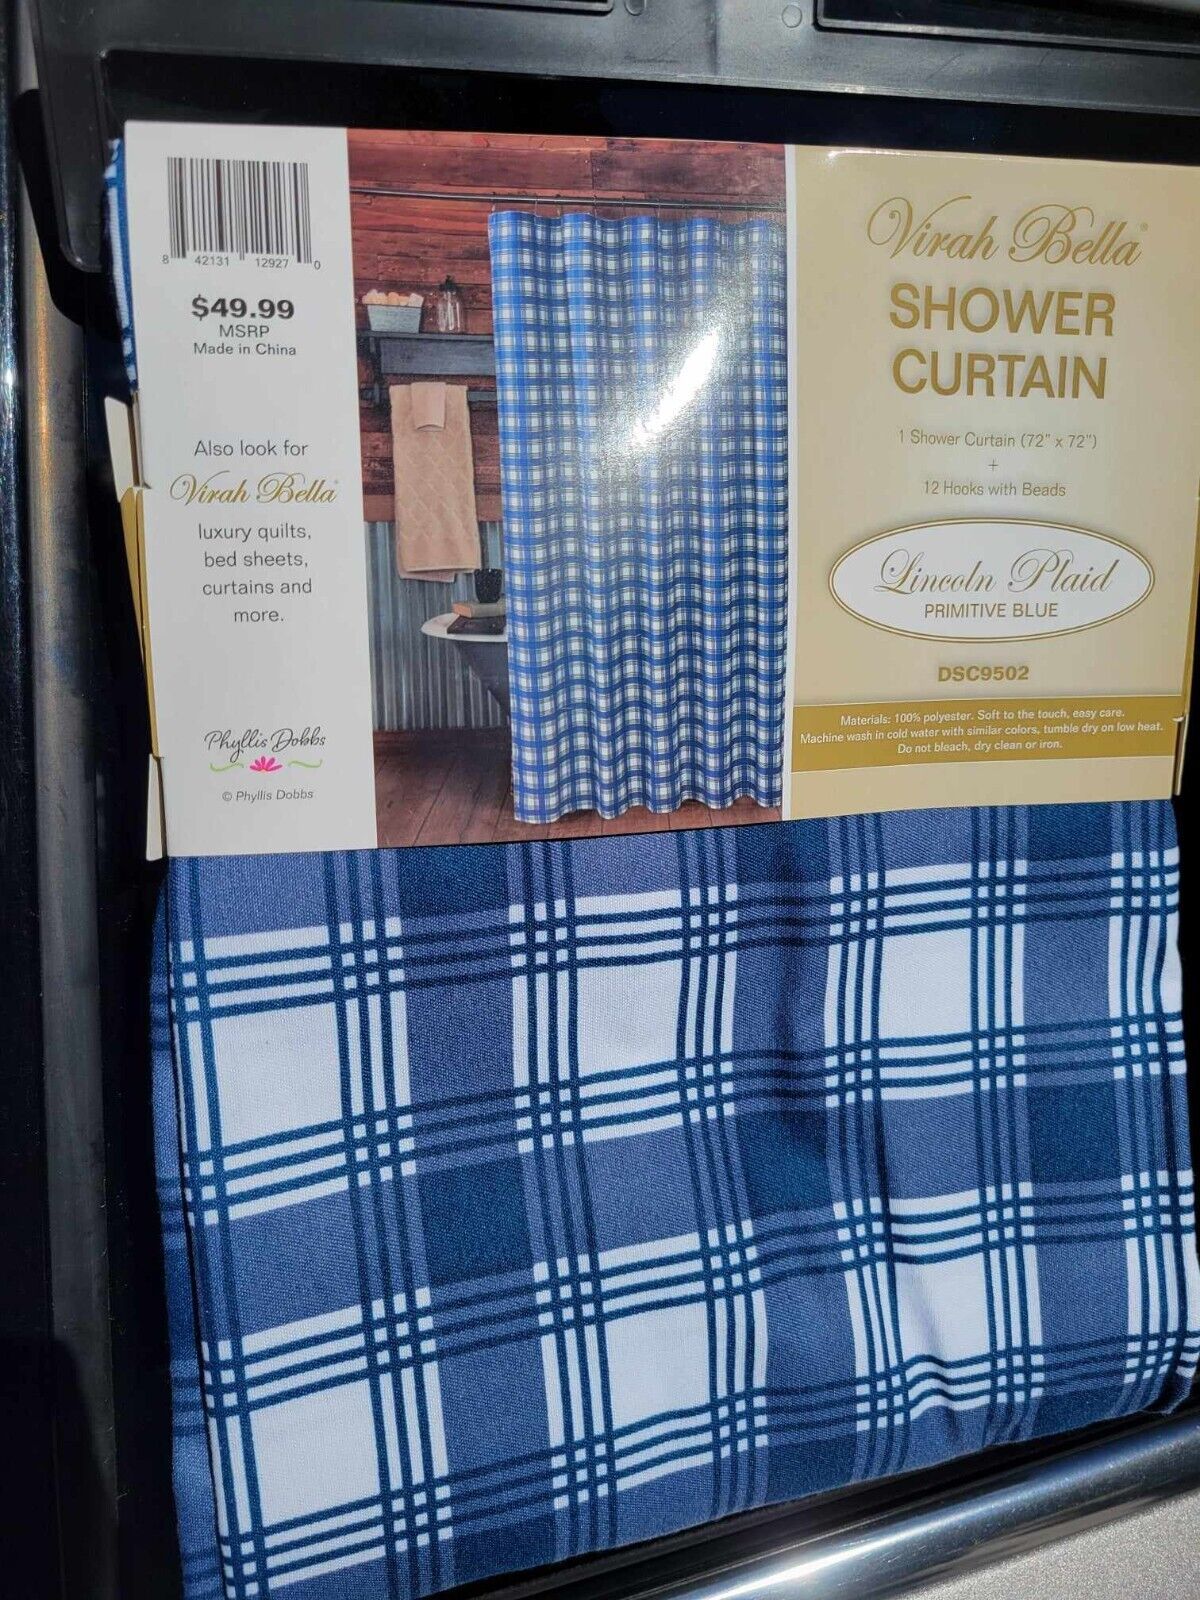 8 42131 12927 0
$49.99
MSRP
Made in China
Also look for
Virah Bella®
luxury quilts,
bed sheets,
curtains and
more.
Phyllis Dobbs
© Phyllis Dobbs
Virah Bella®
SHOWER
CURTAIN
1 Shower Curtain (72" x 72")
+
12 Hooks with Beads
Lincoln Plaid
PRIMITIVE BLUE
DSC9502
Materials: 100% polyester. Soft to the touch, easy care.
Machine wash in cold water with similar colors, tumble dry on low heat.
Do not bleach, dry clean or iron.